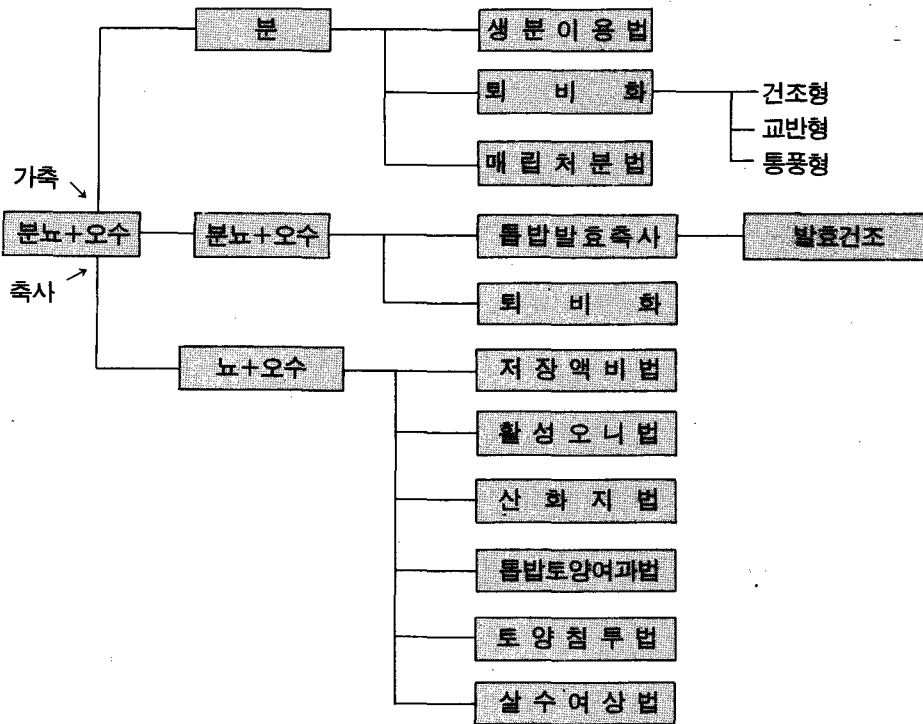 분
생분이용법
퇴비화
건조형
교반형
통풍형
매립처분법
가축
분뇨+오수
분뇨+오수
톱밥발효축사
발효건조
축사
퇴비화
뇨+오수
저장액비법
활성오니법
산화지법
톱밥토양여과법
토양침투법
살수여상법